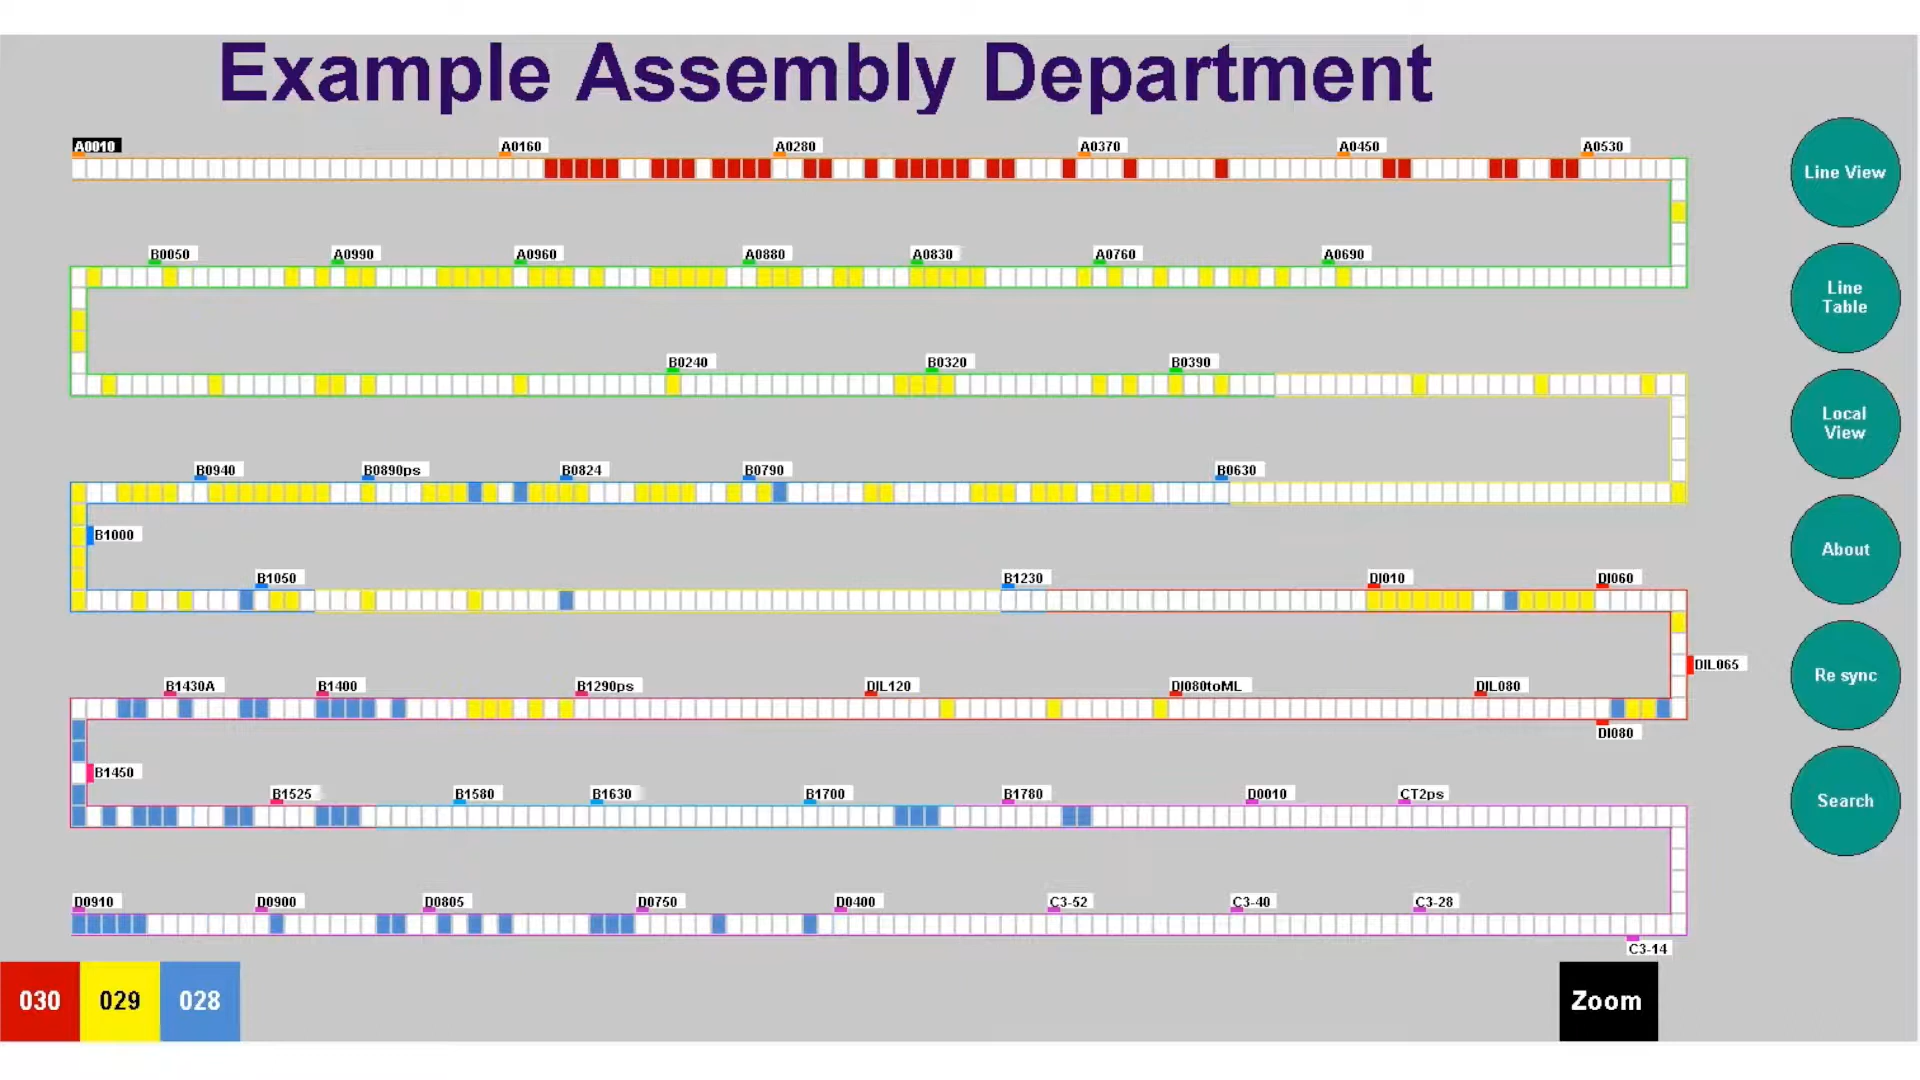 Example Assembly Department
A0010 A0160 A0280 A0370 A0450 A0530
Line View
B0050 A0990 A0960 A0880 A0830 A0760 A0690
Line
Table
B0240 B0320 B0390
Local
View
B0940 B0890ps B0824 B0790 B0630
B1000
About
B1050 B1230 DI010 DI060
DIL065
Re sync
B1430A B1400 B1290ps DIL120 DI080toML DIL080
DI080
B1450
B1525 B1580 B1630 B1700 B1780 D0010 CT2ps
Search
D0910 D0900 D0805 D0750 D0400 C3-52 C3-40 C3-28
C3-14
030 029 028 Zoom